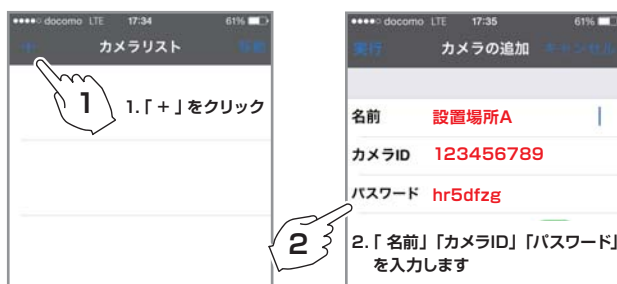 docomo LTE 17:34 61%
+ カメラリスト 移動
1
1.「 + 」をクリック
docomo LTE 17:35 61%
実行 カメラの追加 キャンセル
名前 設置場所A
カメラID 123456789
パスワード hr5dfzg
2
2.「 名前」「カメラID」「パスワード」
を入力します